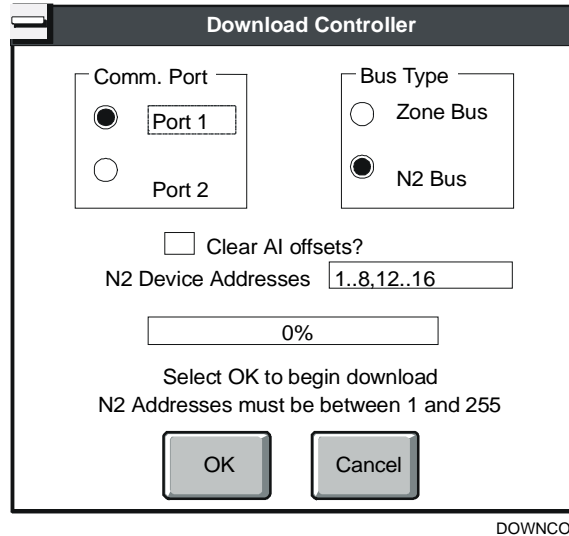 Download Controller
Comm. Port
Bus Type
Port 1
Zone Bus
Port 2
N2 Bus
Clear AI offsets?
N2 Device Addresses 1..8,12..16
0%
Select OK to begin download
N2 Addresses must be between 1 and 255
OK
Cancel
DOWNCO